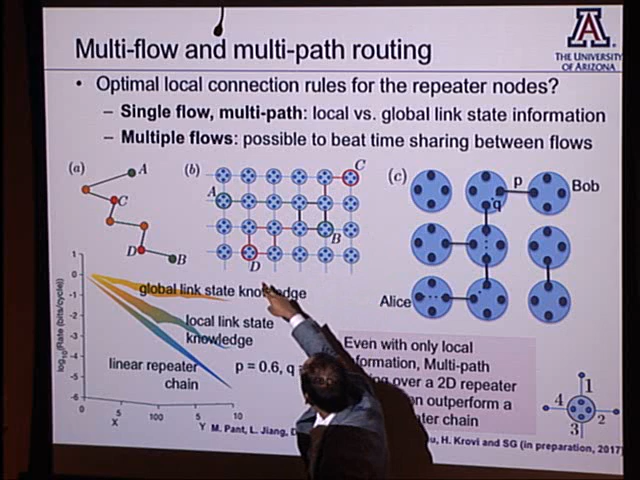 Multi-flow and multi-path routing
A
THE UNIVERSITY
OF ARIZONA
• Optimal local connection rules for the repeater nodes?
– Single flow, multi-path: local vs. global link state information
– Multiple flows: possible to beat time sharing between flows
(a)
A
C
D
B
(b)
A
C
B
D
(c)
p
q
Bob
Alice
log10(Rate (bits/cycle))
1
0
-1
-2
-3
-4
-5
-6
global link state knowledge
local link state
knowledge
linear repeater
chain
p = 0.6, q
0
5
100
5
10
X
Y
Even with only local
formation, Multi-path
over a 2D repeater
outperform a
chain
4
1
2
3
M. Pant, L. Jiang,
H. Krovi and SG (in preparation, 2017)